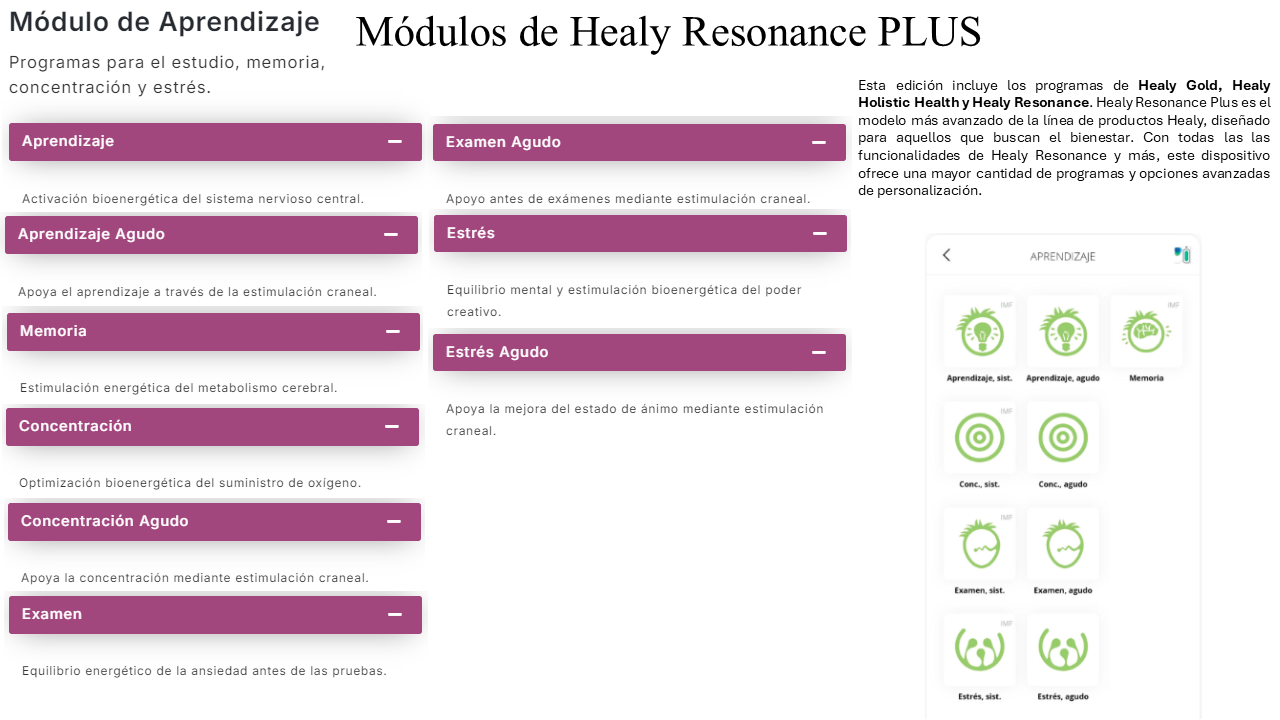 Módulo de Aprendizaje
Módulos de Healy Resonance PLUS
Programas para el estudio, memoria,
concentración y estrés.
Aprendizaje
Activación bioenergética del sistema nervioso central.
Aprendizaje Agudo
Apoya el aprendizaje a través de la estimulación craneal.
Memoria
Estimulación energética del metabolismo cerebral.
Concentración
Optimización bioenergética del suministro de oxígeno.
Concentración Agudo
Apoya la concentración mediante estimulación craneal.
Examen
Equilibrio energético de la ansiedad antes de las pruebas.
Examen Agudo
Apoyo antes de exámenes mediante estimulación craneal.
Estrés
Equilibrio mental y estimulación bioenergética del poder
creativo.
Estrés Agudo
Apoya la mejora del estado de ánimo mediante estimulación
craneal.
Esta edición incluye los programas de Healy Gold, Healy
Holistic Health y Healy Resonance. Healy Resonance Plus es el
modelo más avanzado de la línea de productos Healy, diseñado
para aquellos que buscan el bienestar. Con todas las las
funcionalidades de Healy Resonance y más, este dispositivo
ofrece una mayor cantidad de programas y opciones avanzadas
de personalización.
APRENDIZAJE
IMF
IMF
Aprendizaje, sist.
Aprendizaje, agudo
Memoria
IMF
Conc., sist.
Conc., agudo
IMF
Examen, sist.
Examen, agudo
IMF
Estrés, sist.
Estrés, agudo